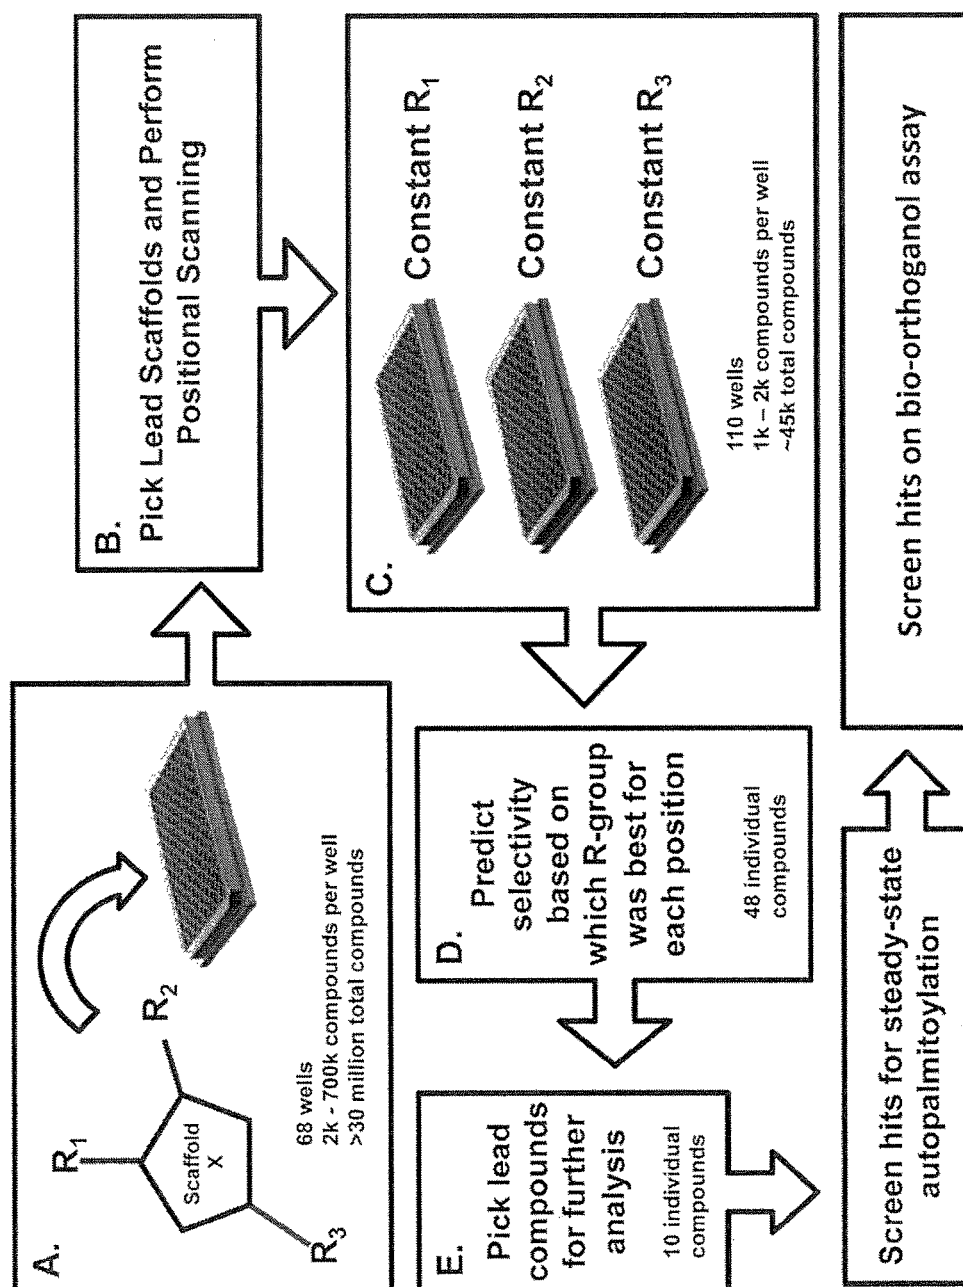 A.
R1
R2
R3
Scaffold
X
68 wells
2k - 700k compounds per well
>30 million total compounds
B.
Pick Lead Scaffolds and Perform
Positional Scanning
C.
Constant R1
Constant R2
Constant R3
110 wells
1k – 2k compounds per well
~45k total compounds
D.
Predict
selectivity
based on
which R-group
was best for
each position
48 individual
compounds
E.
Pick lead
compounds
for further
analysis
10 individual
compounds
Screen hits for steady-state
autopalmitoylation
Screen hits on bio-orthoganol assay